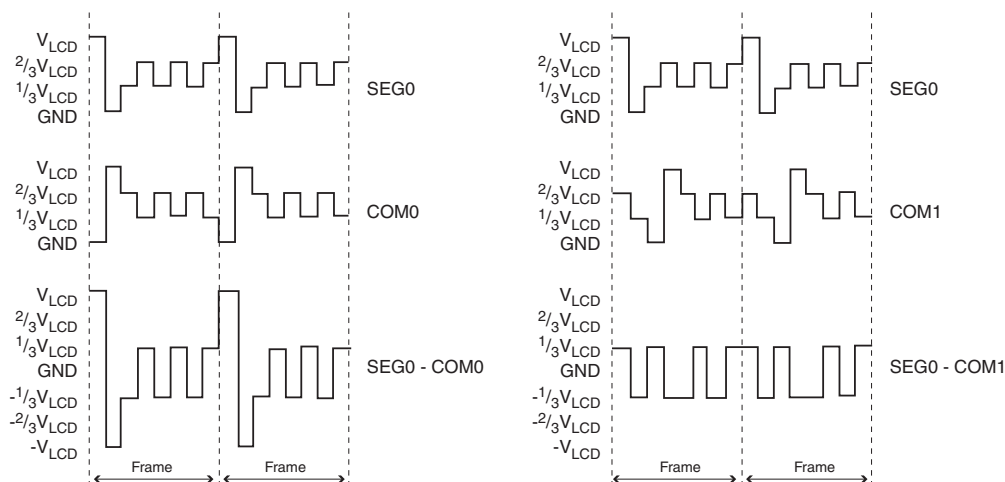 V_LCD
²/₃V_LCD
¹/₃V_LCD
GND
SEG0
V_LCD
²/₃V_LCD
¹/₃V_LCD
GND
COM0
V_LCD
²/₃V_LCD
¹/₃V_LCD
GND
-¹/₃V_LCD
-²/₃V_LCD
-V_LCD
SEG0 - COM0
Frame
Frame
V_LCD
²/₃V_LCD
¹/₃V_LCD
GND
SEG0
V_LCD
²/₃V_LCD
¹/₃V_LCD
GND
COM1
V_LCD
²/₃V_LCD
¹/₃V_LCD
GND
-¹/₃V_LCD
-²/₃V_LCD
-V_LCD
SEG0 - COM1
Frame
Frame